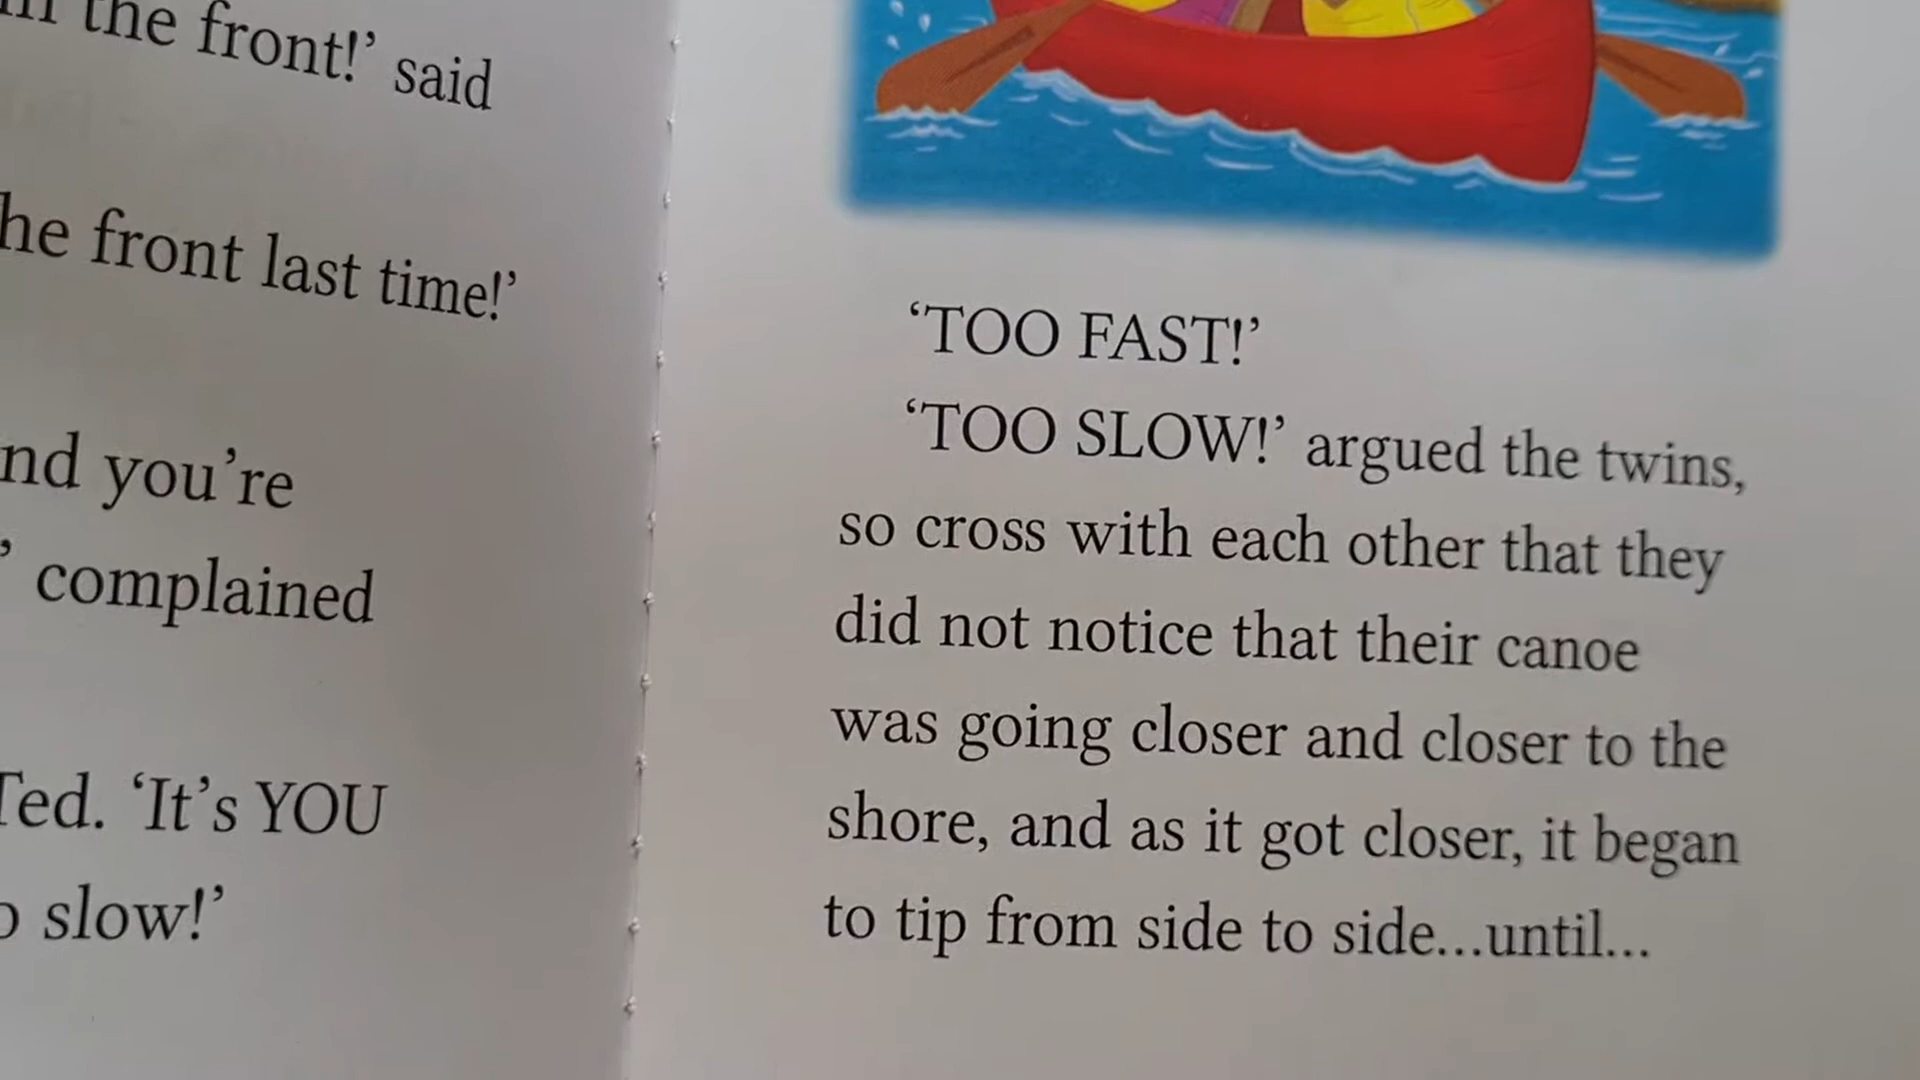 the front!’ said
he front last time!’
nd you’re
’ complained
Ted. ‘It’s YOU
slow!’
‘TOO FAST!’
‘TOO SLOW!’ argued the twins,
so cross with each other that they
did not notice that their canoe
was going closer and closer to the
shore, and as it got closer, it began
to tip from side to side...until...